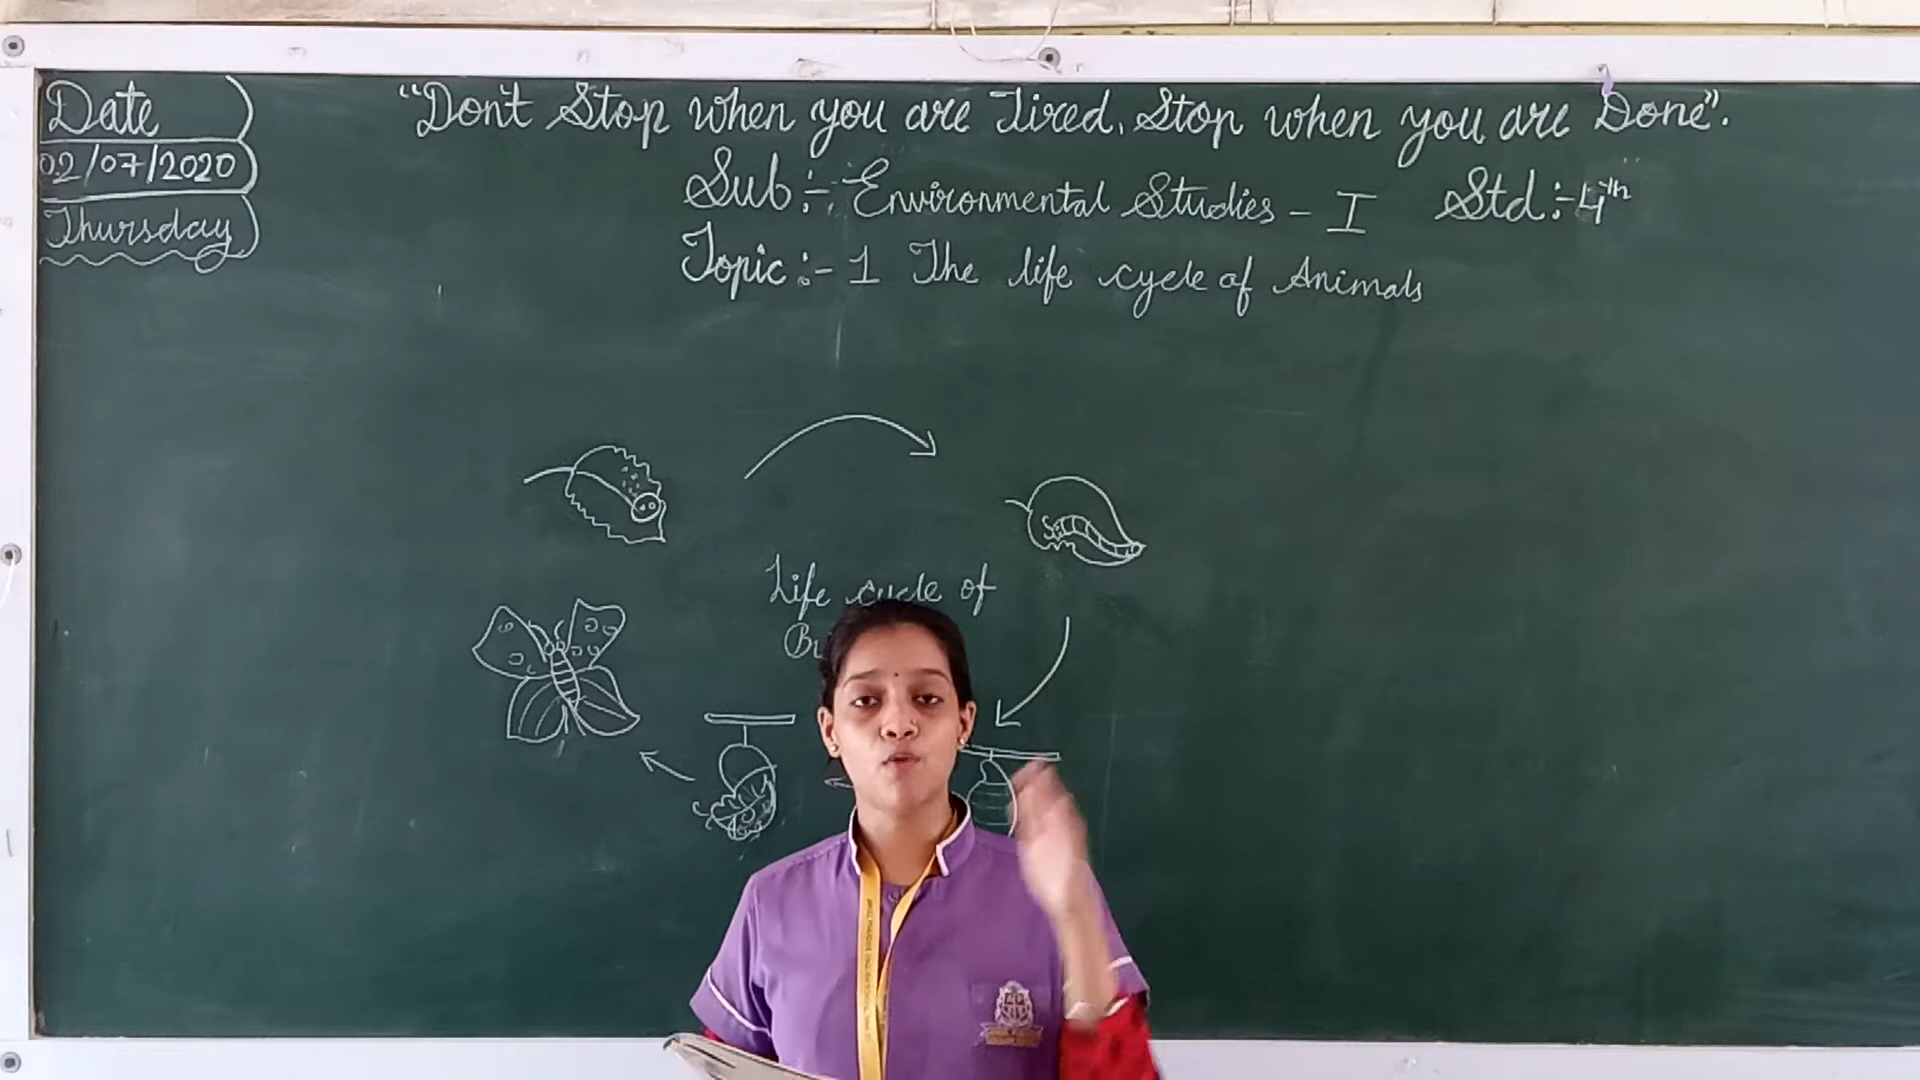 Date
02/07/2020
Thursday
"Don't Stop when you are Tired, Stop when you are Done".
Sub :- Environmental Studies - I Std :- 4th
Topic :- 1 The life cycle of Animals
Life cycle of